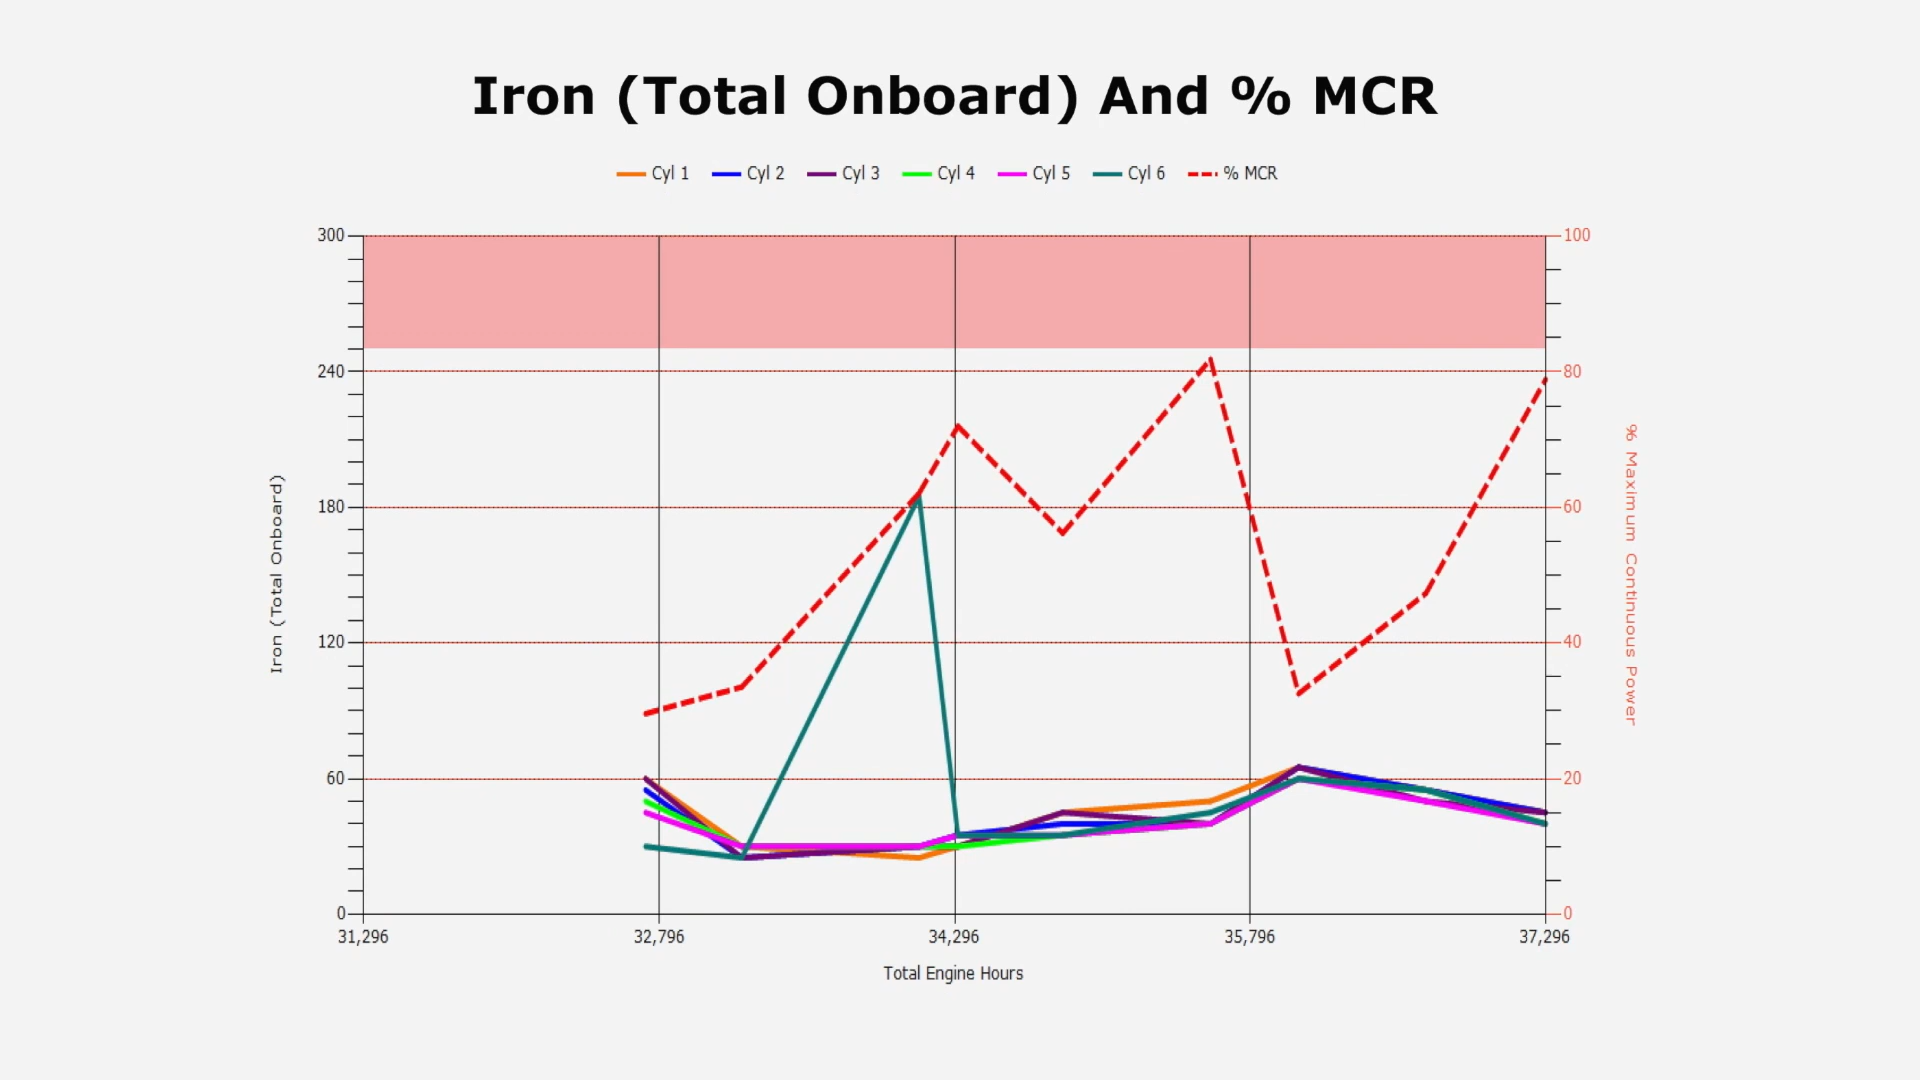 Iron (Total Onboard) And % MCR
Cyl 1 Cyl 2 Cyl 3 Cyl 4 Cyl 5 Cyl 6 % MCR
300 100
240 80
180 60
120 40
60 20
0 0
Iron (Total Onboard)
% Maximum Continuous Power
31,296 32,796 34,296 35,796 37,296
Total Engine Hours